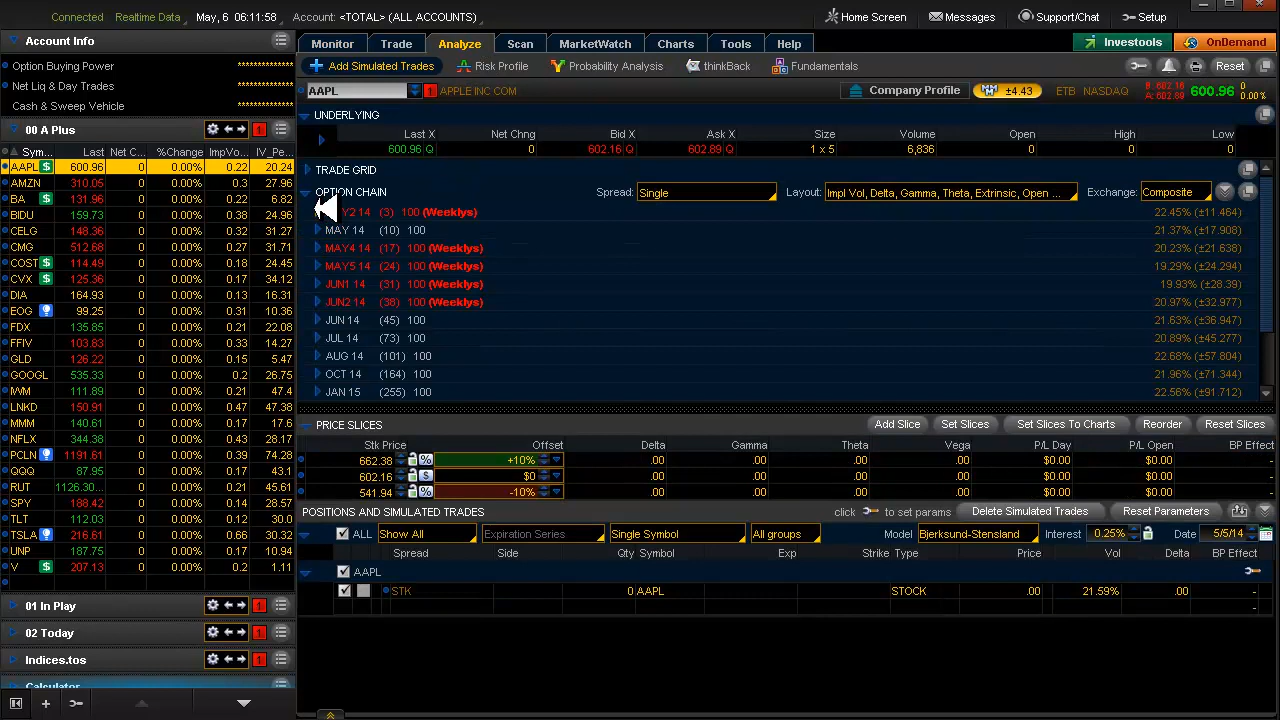 Connected Realtime Data May, 6 06:11:58 Account: <TOTAL> (ALL ACCOUNTS) Home Screen Messages Support/Chat Setup
Account Info
Option Buying Power **************
Net Liq & Day Trades **************
Cash & Sweep Vehicle **************
00 A Plus 1
Sym... Last Net C... %Change ImpVo... IV_Pe...
AAPL $ 600.96 0 0.00% 0.22 20.24
AMZN 310.05 0 0.00% 0.3 27.96
BA $ 131.96 0 0.00% 0.2 6.82
BIDU 159.73 0 0.00% 0.38 24.96
CELG 148.36 0 0.00% 0.32 31.27
CMG 512.68 0 0.00% 0.27 31.71
COST $ 114.49 0 0.00% 0.18 24.45
CVX $ 125.36 0 0.00% 0.17 34.12
DIA 164.93 0 0.00% 0.13 16.31
EOG 99.25 0 0.00% 0.31 10.36
FDX 135.85 0 0.00% 0.21 22.08
FFIV 103.83 0 0.00% 0.33 14.27
GLD 126.22 0 0.00% 0.15 5.47
GOOGL 535.33 0 0.00% 0.2 26.75
IWM 111.89 0 0.00% 0.21 47.4
LNKD 150.91 0 0.00% 0.47 47.38
MMM 140.61 0 0.00% 0.17 17.6
NFLX 344.38 0 0.00% 0.43 28.17
PCLN 1191.61 0 0.00% 0.39 74.28
QQQ 87.95 0 0.00% 0.17 43.1
RUT 1126.30... 0 0.00% 0.21 45.61
SPY 188.42 0 0.00% 0.14 28.57
TLT 112.03 0 0.00% 0.12 30.0
TSLA 216.61 0 0.00% 0.66 30.32
UNP 187.75 0 0.00% 0.17 10.94
V $ 207.13 0 0.00% 0.2 1.11
01 In Play 1
02 Today 1
Indices.tos 1
Calculator
Monitor Trade Analyze Scan MarketWatch Charts Tools Help Investools OnDemand
Add Simulated Trades Risk Profile Probability Analysis thinkBack Fundamentals Reset
AAPL 1 APPLE INC COM Company Profile ±4.43 ETB NASDAQ B: 602.16 A: 602.89 600.96 0 0.00%
UNDERLYING
Last X Net Chng Bid X Ask X Size Volume Open High Low
600.96 Q 0 602.16 Q 602.89 Q 1 x 5 6,836 0 0 0
TRADE GRID
OPTION CHAIN Spread: Single Layout: Impl Vol, Delta, Gamma, Theta, Extrinsic, Open ... Exchange: Composite
Y2 14 (3) 100 (Weeklys) 22.45% (±11.464)
MAY 14 (10) 100 21.37% (±17.908)
MAY4 14 (17) 100 (Weeklys) 20.23% (±21.638)
MAY5 14 (24) 100 (Weeklys) 19.29% (±24.294)
JUN1 14 (31) 100 (Weeklys) 19.93% (±28.39)
JUN2 14 (38) 100 (Weeklys) 20.97% (±32.977)
JUN 14 (45) 100 21.63% (±36.947)
JUL 14 (73) 100 20.89% (±45.277)
AUG 14 (101) 100 22.68% (±57.804)
OCT 14 (164) 100 21.96% (±71.344)
JAN 15 (255) 100 22.56% (±91.712)
PRICE SLICES Add Slice Set Slices Set Slices To Charts Reorder Reset Slices
Stk Price Offset Delta Gamma Theta Vega P/L Day P/L Open BP Effect
662.38 % +10% .00 .00 .00 .00 $0.00 $0.00
602.16 $ $0 .00 .00 .00 .00 $0.00 $0.00
541.94 % -10% .00 .00 .00 .00 $0.00 $0.00
POSITIONS AND SIMULATED TRADES click to set params Delete Simulated Trades Reset Parameters
ALL Show All Expiration Series Single Symbol All groups Model Bjerksund-Stensland Interest 0.25% Date 5/5/14
Spread Side Qty Symbol Exp Strike Type Price Vol Delta BP Effect
AAPL
STK 0 AAPL STOCK .00 21.59% .00 -
-